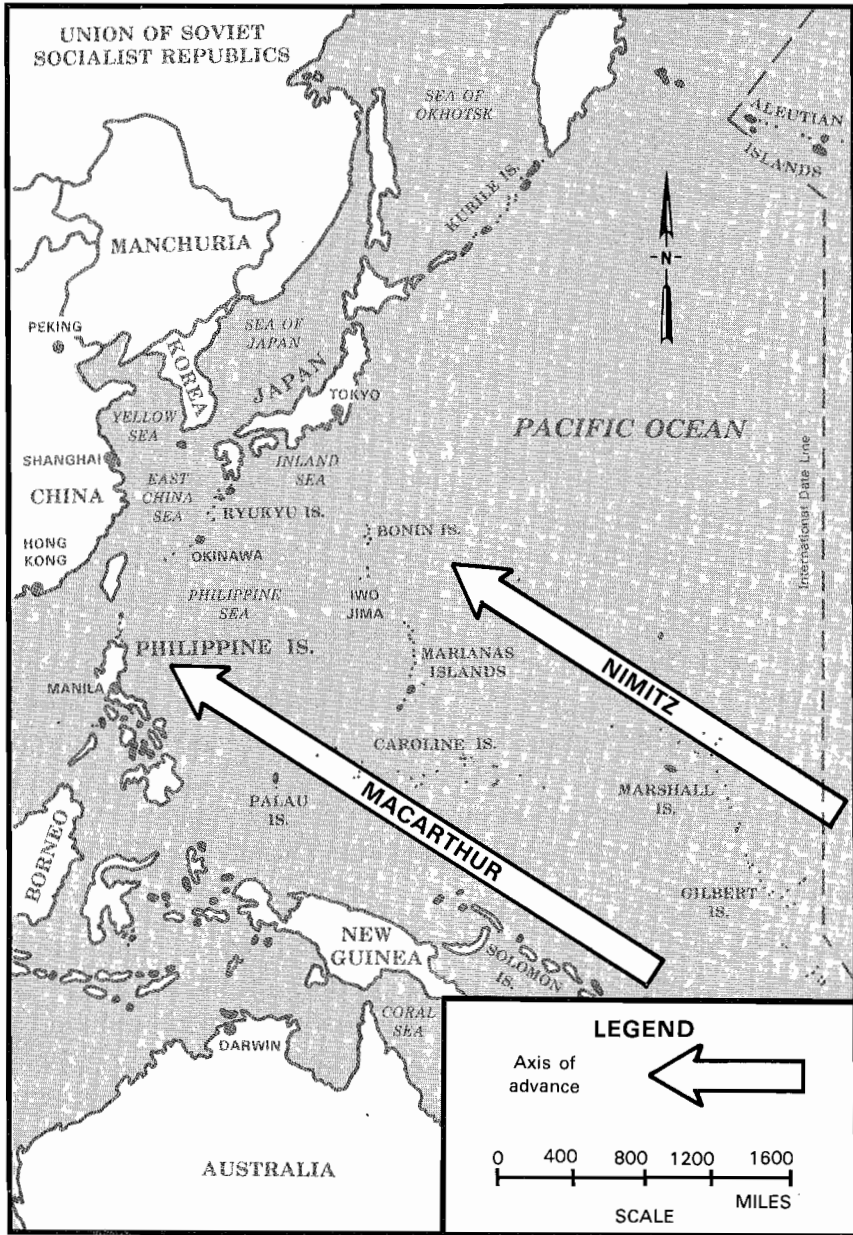 UNION OF SOVIET
SOCIALIST REPUBLICS
SEA OF
OKHOTSK
ALEUTIAN
ISLANDS
KURILE IS.
-N-
MANCHURIA
PEKING
SEA OF
JAPAN
KOREA
JAPAN
TOKYO
YELLOW
SEA
PACIFIC OCEAN
SHANGHAI
INLAND
SEA
CHINA
EAST
CHINA
SEA
International Date Line
RYUKYU IS.
BONIN IS.
HONG
KONG
OKINAWA
PHILIPPINE
SEA
IWO
JIMA
PHILIPPINE IS.
MARIANAS
ISLANDS
NIMITZ
MANILA
CAROLINE IS.
PALAU
IS.
MACARTHUR
MARSHALL
IS.
BORNEO
GILBERT
IS.
NEW
GUINEA
SOLOMON
IS.
CORAL
SEA
DARWIN
AUSTRALIA
LEGEND
Axis of
advance
0 400 800 1200 1600
MILES
SCALE